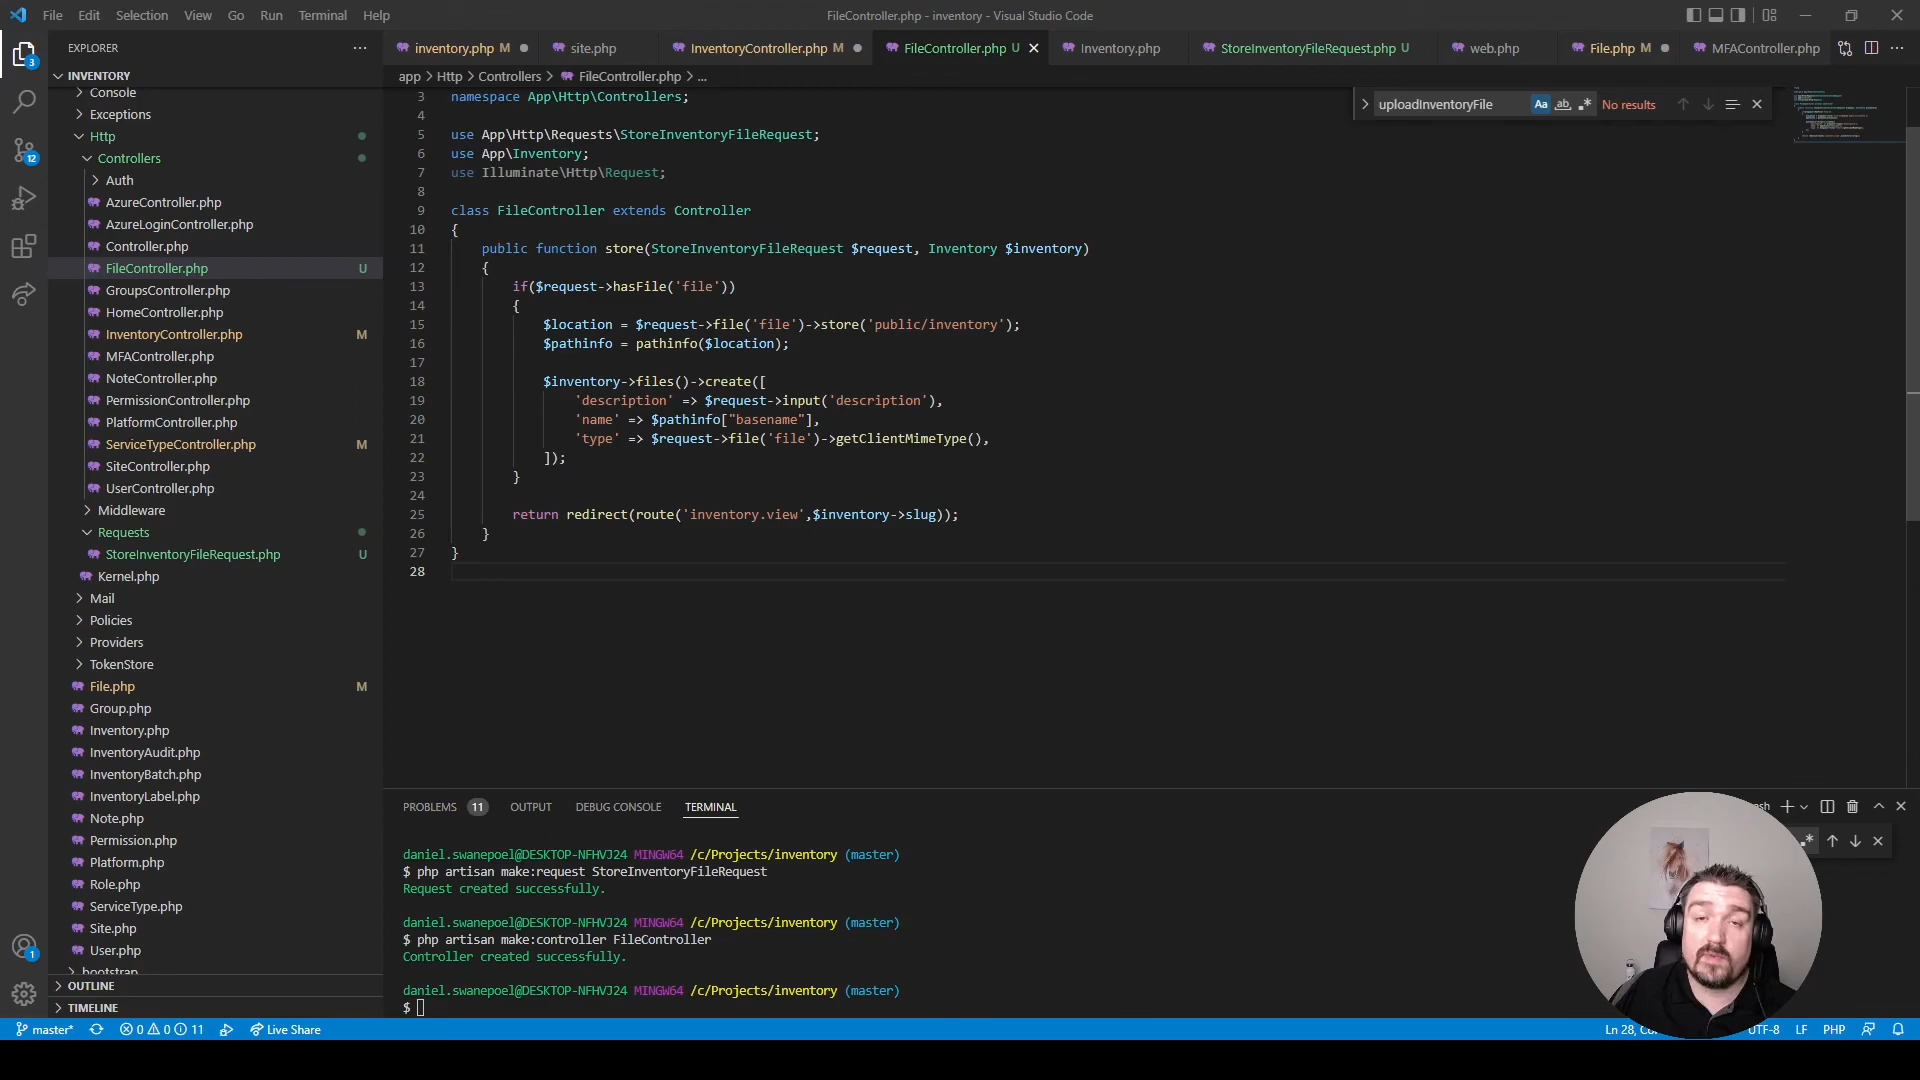 File Edit Selection View Go Run Terminal Help
FileController.php - inventory - Visual Studio Code
EXPLORER
inventory.php M
site.php
InventoryController.php M
FileController.php U
Inventory.php
StoreInventoryFileRequest.php U
web.php
File.php M
MFAController.php
INVENTORY
Console
Exceptions
Http
Controllers
Auth
AzureController.php
AzureLoginController.php
Controller.php
FileController.php U
GroupsController.php
HomeController.php
InventoryController.php M
MFAController.php
NoteController.php
PermissionController.php
PlatformController.php
ServiceTypeController.php M
SiteController.php
UserController.php
Middleware
Requests
StoreInventoryFileRequest.php U
Kernel.php
Mail
Policies
Providers
TokenStore
File.php M
Group.php
Inventory.php
InventoryAudit.php
InventoryBatch.php
InventoryLabel.php
Note.php
Permission.php
Platform.php
Role.php
ServiceType.php
Site.php
User.php
bootstrap
OUTLINE
TIMELINE
3
12
1
app > Http > Controllers > FileController.php > ...
uploadInventoryFile Aa ab .* No results
3 namespace App\Http\Controllers;
4
5 use App\Http\Requests\StoreInventoryFileRequest;
6 use App\Inventory;
7 use Illuminate\Http\Request;
8
9 class FileController extends Controller
10 {
11 public function store(StoreInventoryFileRequest $request, Inventory $inventory)
12 {
13 if($request->hasFile('file'))
14 {
15 $location = $request->file('file')->store('public/inventory');
16 $pathinfo = pathinfo($location);
17
18 $inventory->files()->create([
19 'description' => $request->input('description'),
20 'name' => $pathinfo["basename"],
21 'type' => $request->file('file')->getClientMimeType(),
22 ]);
23 }
24
25 return redirect(route('inventory.view',$inventory->slug));
26 }
27 }
28
PROBLEMS 11 OUTPUT DEBUG CONSOLE TERMINAL
daniel.swanepoel@DESKTOP-NFHVJ24 MINGW64 /c/Projects/inventory (master)
$ php artisan make:request StoreInventoryFileRequest
Request created successfully.
daniel.swanepoel@DESKTOP-NFHVJ24 MINGW64 /c/Projects/inventory (master)
$ php artisan make:controller FileController
Controller created successfully.
daniel.swanepoel@DESKTOP-NFHVJ24 MINGW64 /c/Projects/inventory (master)
$
master* 0 0 11 Live Share
Ln 28, UTF-8 LF PHP